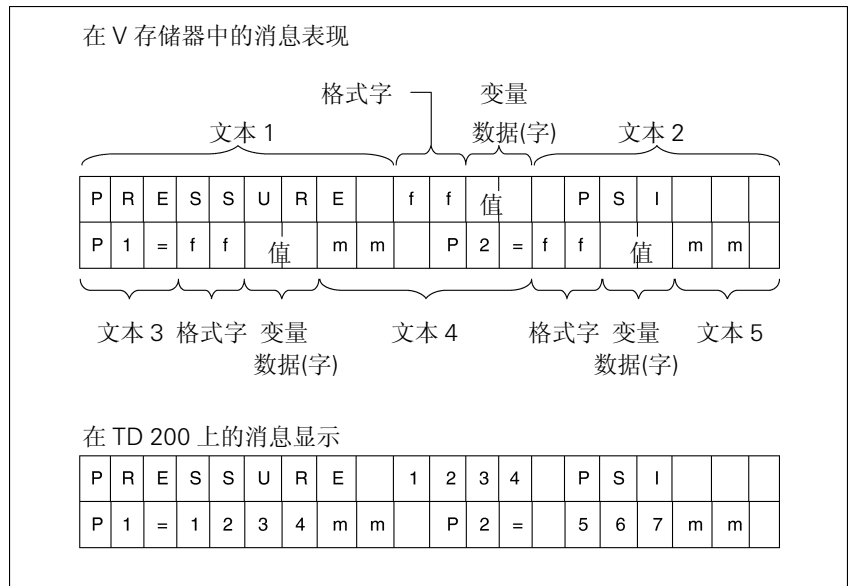 在 V 存储器中的消息表现
格式字 变量
文本 1 数据(字) 文本 2
P R E S S U R E f f 值 P S I
P 1 = f f 值 m m P 2 = f f 值 m m
文本 3 格式字 变量 文本 4 格式字 变量 文本 5
数据(字) 数据(字)
在 TD 200 上的消息显示
P R E S S U R E 1 2 3 4 P S I
P 1 = 1 2 3 4 m m P 2 = 5 6 7 m m